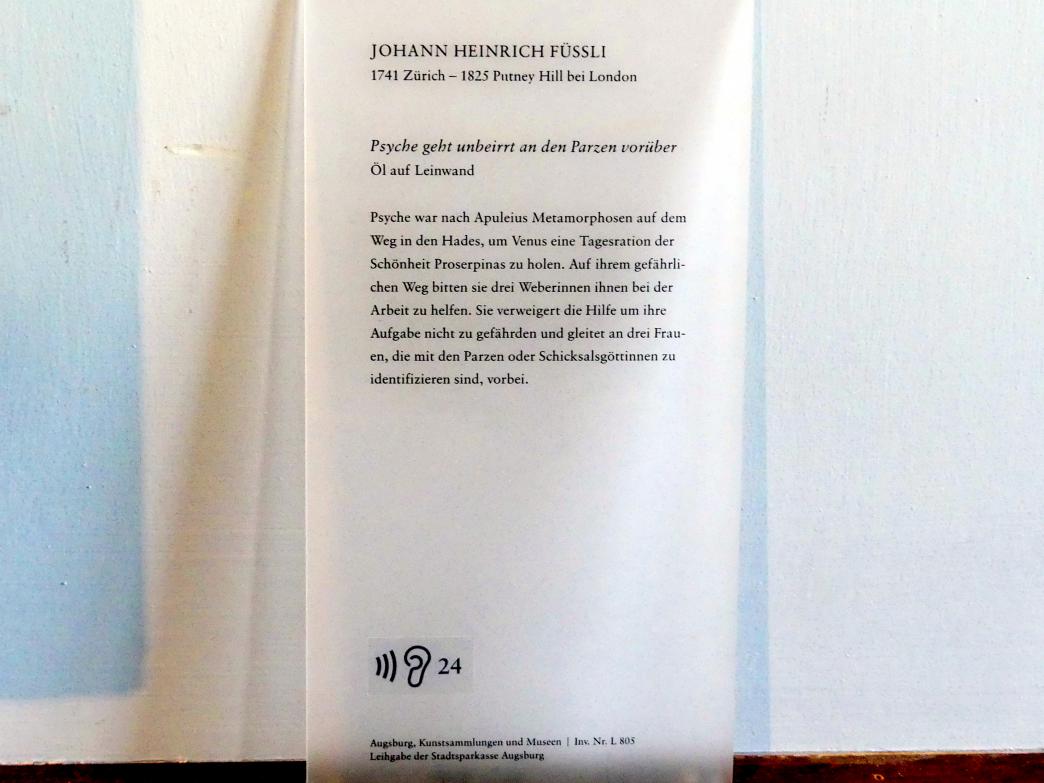 JOHANN HEINRICH FÜSSLI
1741 Zürich – 1825 Putney Hill bei London
Psyche geht unbeirrt an den Parzen vorüber
Öl auf Leinwand
Psyche war nach Apuleius Metamorphosen auf dem
Weg in den Hades, um Venus eine Tagesration der
Schönheit Proserpinas zu holen. Auf ihrem gefährli-
chen Weg bitten sie drei Weberinnen ihnen bei der
Arbeit zu helfen. Sie verweigert die Hilfe um ihre
Aufgabe nicht zu gefährden und gleitet an drei Frau-
en, die mit den Parzen oder Schicksalsgöttinnen zu
identifizieren sind, vorbei.
24
Augsburg, Kunstsammlungen und Museen | Inv. Nr. L 805
Leihgabe der Stadtsparkasse Augsburg